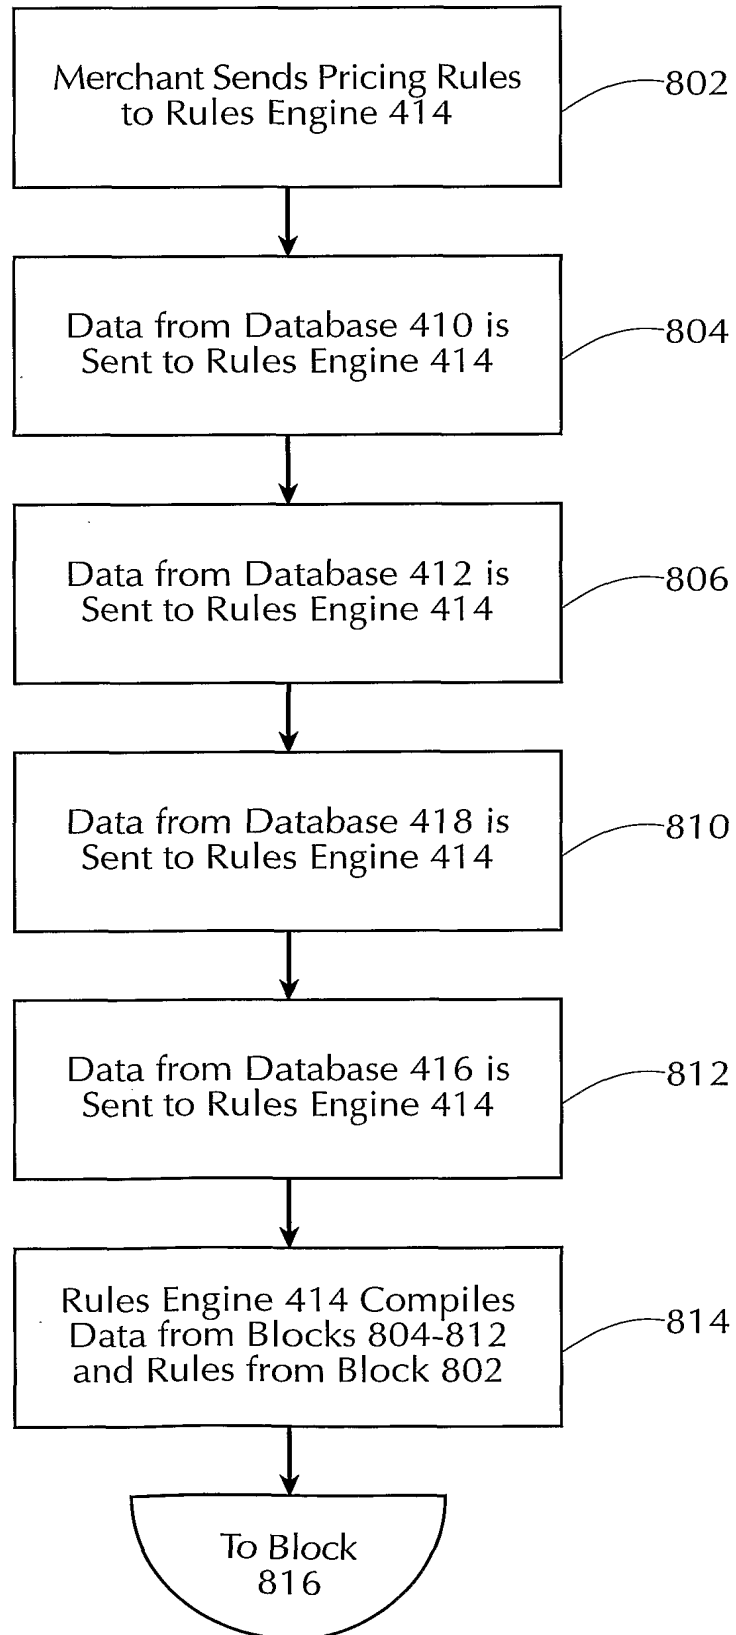 Merchant Sends Pricing Rules
to Rules Engine 414
802
Data from Database 410 is
Sent to Rules Engine 414
804
Data from Database 412 is
Sent to Rules Engine 414
806
Data from Database 418 is
Sent to Rules Engine 414
810
Data from Database 416 is
Sent to Rules Engine 414
812
Rules Engine 414 Compiles
Data from Blocks 804-812
and Rules from Block 802
814
To Block
816